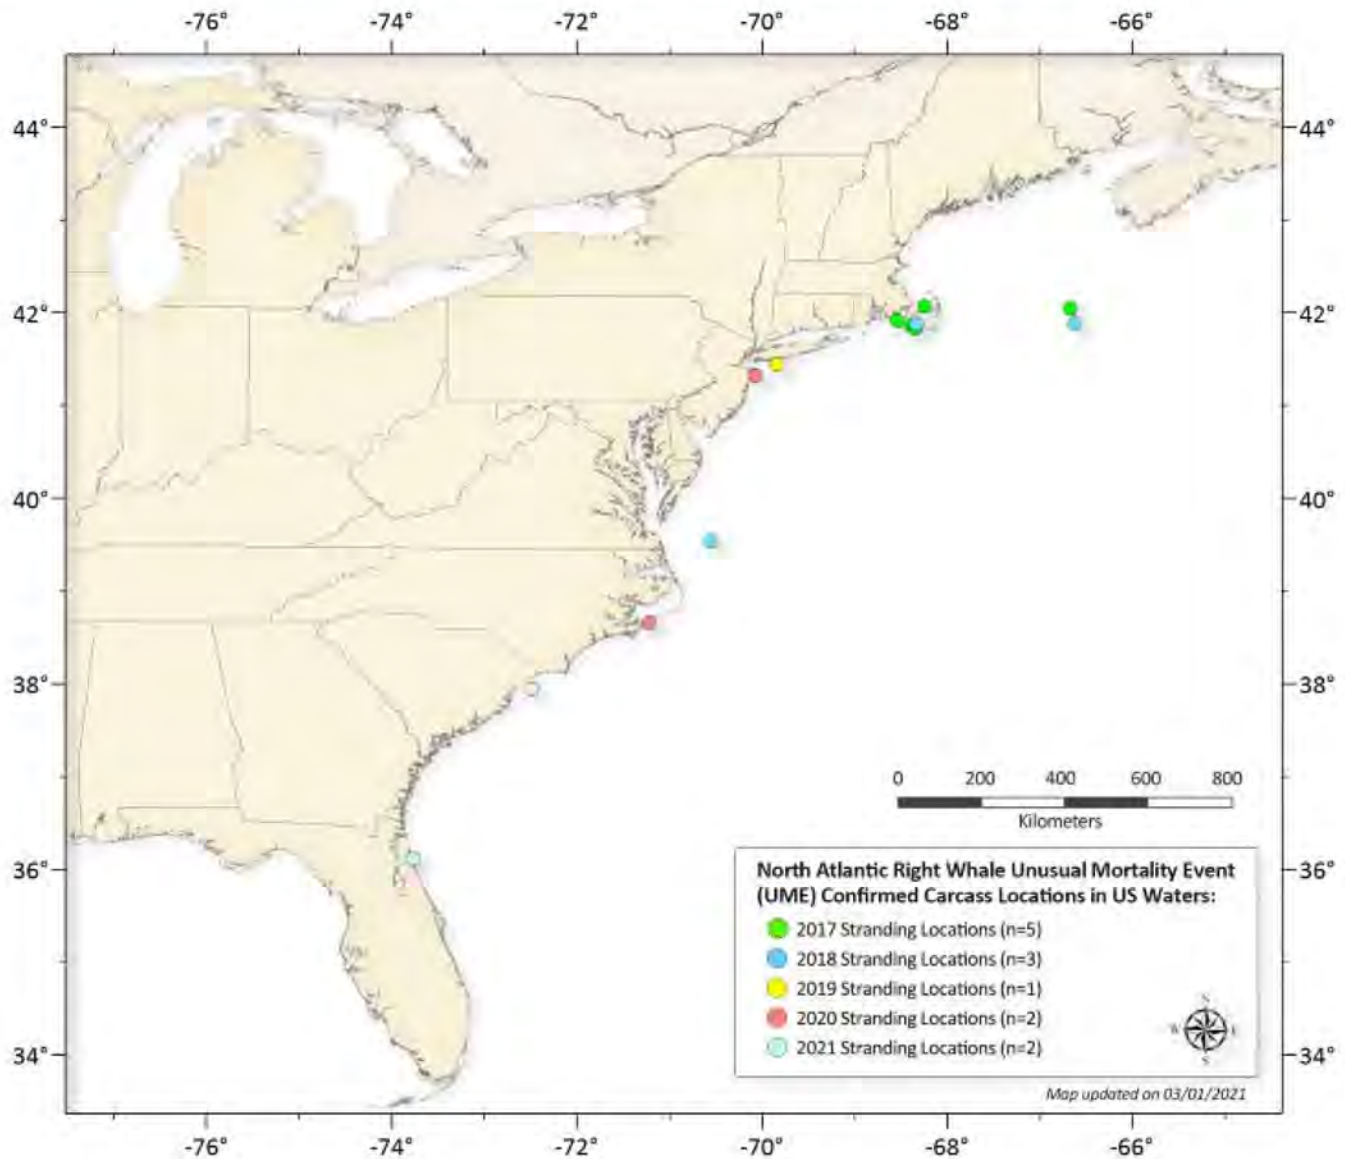 -76° -74° -72° -70° -68° -66°
44° 44°
42° 42°
40° 40°
38° 38°
36° 36°
34° 34°
0 200 400 600 800
Kilometers
North Atlantic Right Whale Unusual Mortality Event
(UME) Confirmed Carcass Locations in US Waters:
2017 Stranding Locations (n=5)
2018 Stranding Locations (n=3)
2019 Stranding Locations (n=1)
2020 Stranding Locations (n=2)
2021 Stranding Locations (n=2)
S
W E
S
Map updated on 03/01/2021
-76° -74° -72° -70° -68° -66°